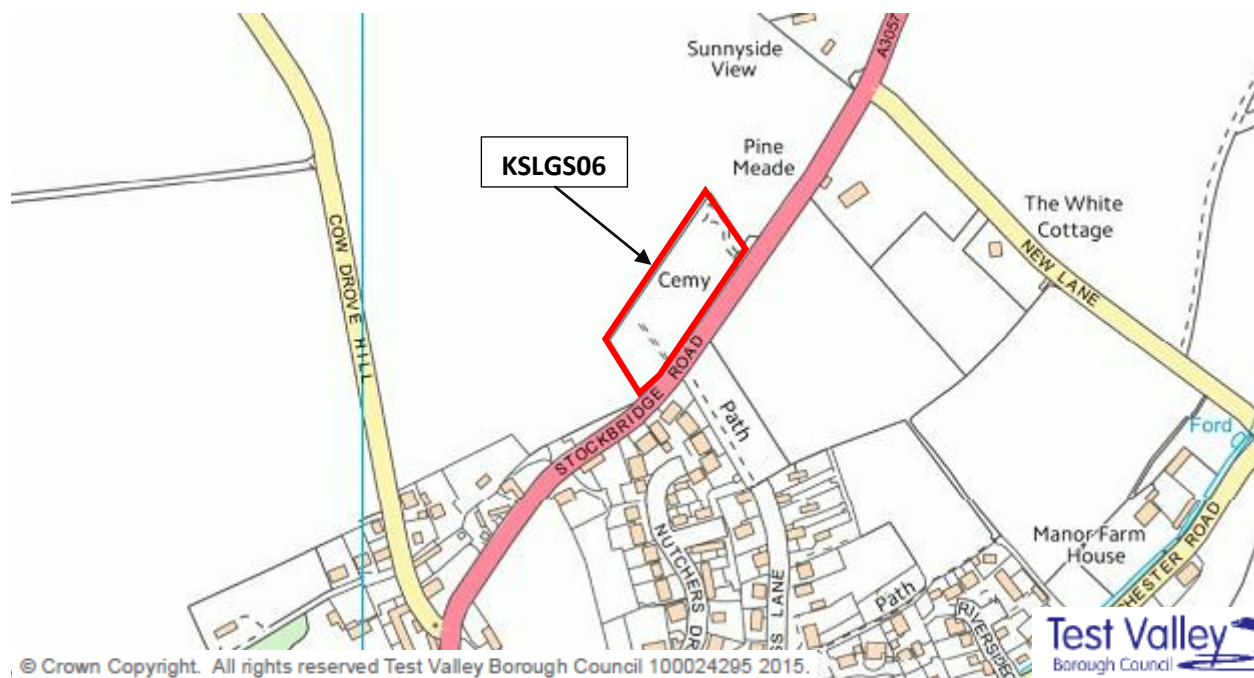 Sunnyside
View
A3057
KSLGS06
Pine
Meade
The White
Cottage
COW DROVE HILL
Cemy
NEW LANE
STOCKBRIDGE ROAD
Path
Ford
NUTCHERS
LANE
Manor Farm
House
Path
RIVERSIDE
ROAD
Test Valley
Borough Council
© Crown Copyright. All rights reserved Test Valley Borough Council 100024295 2015.